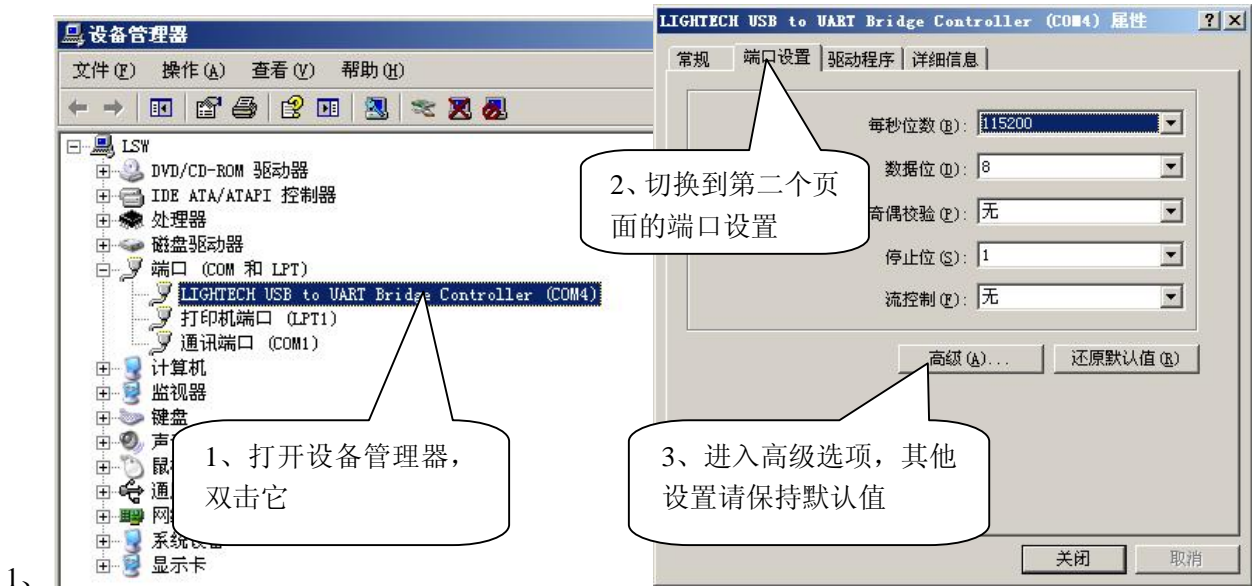 设备管理器
文件(F) 操作(A) 查看(V) 帮助(H)
LSW
DVD/CD-ROM 驱动器
IDE ATA/ATAPI 控制器
处理器
磁盘驱动器
端口 (COM 和 LPT)
LIGHTECH USB to UART Bridge Controller (COM4)
打印机端口 (LPT1)
通讯端口 (COM1)
计算机
监视器
键盘
声
鼠
通
网
系统设备
显示卡
1、打开设备管理器，
双击它
LIGHTECH USB to UART Bridge Controller (COM4) 属性
常规 端口设置 驱动程序 详细信息
每秒位数(B): 115200
数据位(D): 8
奇偶校验(P): 无
停止位(S): 1
流控制(F): 无
2、切换到第二个页
面的端口设置
高级(A)... 还原默认值(R)
3、进入高级选项，其他
设置请保持默认值
关闭 取消
1、